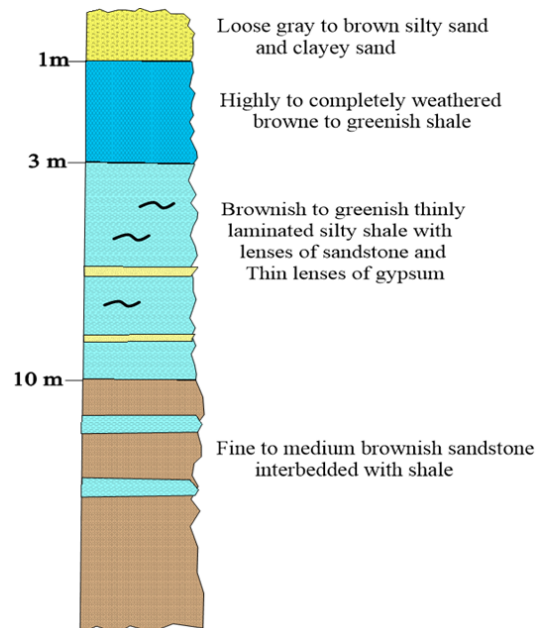 Loose gray to brown silty sand
and clayey sand
1m
Highly to completely weathered
browne to greenish shale
3 m
Brownish to greenish thinly
laminated silty shale with
lenses of sandstone and
Thin lenses of gypsum
10 m
Fine to medium brownish sandstone
interbedded with shale